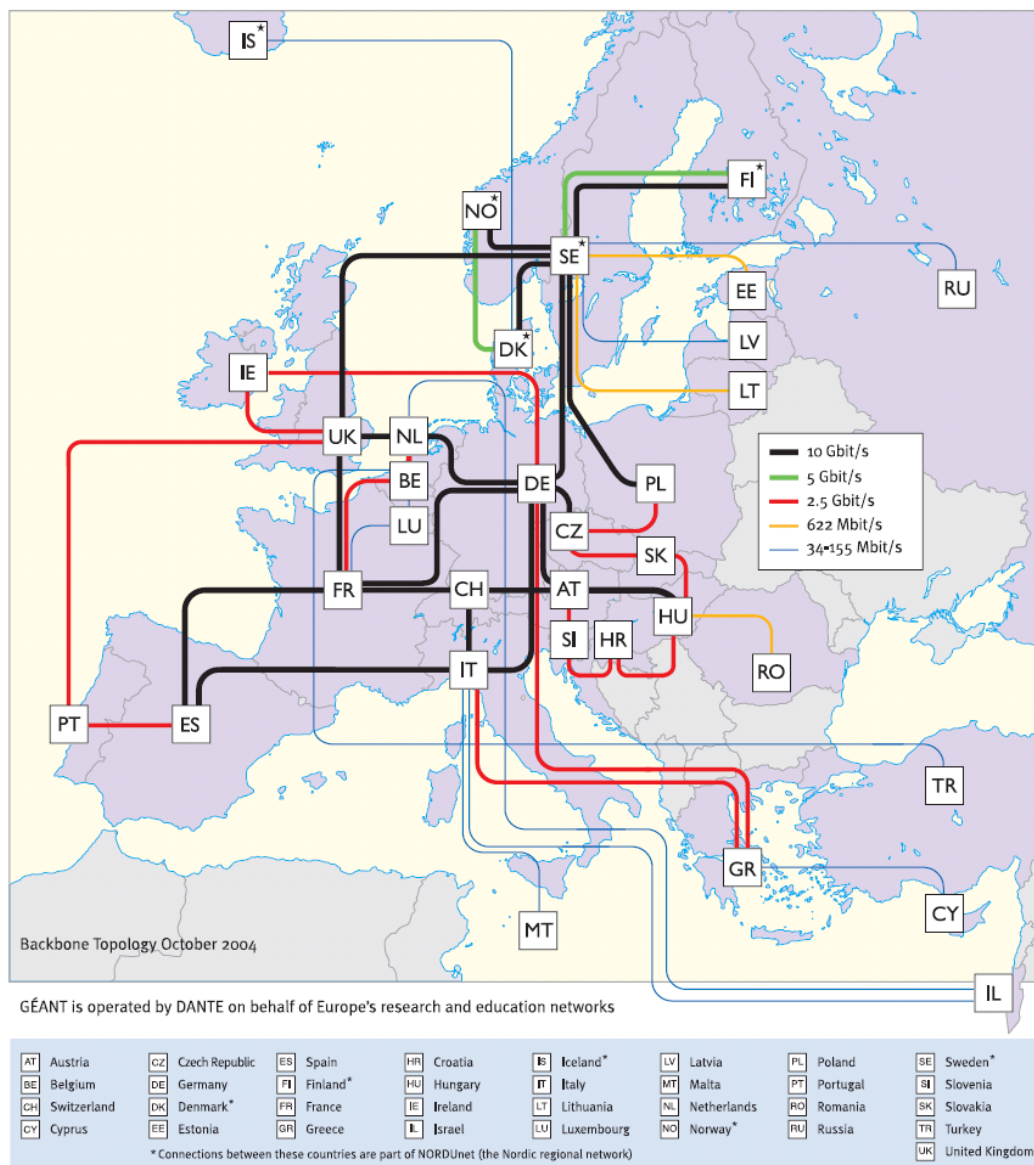 IS*
FI*
NO*
SE*
RU
EE
DK*
LV
IE
LT
UK
NL
10 Gbit/s
5 Gbit/s
2.5 Gbit/s
622 Mbit/s
34-155 Mbit/s
BE
DE
PL
LU
CZ
SK
FR
CH
AT
HU
SI
HR
IT
RO
PT
ES
TR
GR
CY
MT
Backbone Topology October 2004
IL
GÉANT is operated by DANTE on behalf of Europe's research and education networks
AT Austria CZ Czech Republic ES Spain HR Croatia IS Iceland* LV Latvia PL Poland SE Sweden*
BE Belgium DE Germany FI Finland* HU Hungary IT Italy MT Malta PT Portugal SI Slovenia
CH Switzerland DK Denmark* FR France IE Ireland LT Lithuania NL Netherlands RO Romania SK Slovakia
CY Cyprus EE Estonia GR Greece IL Israel LU Luxembourg NO Norway* RU Russia TR Turkey
* Connections between these countries are part of NORDUnet (the Nordic regional network) UK United Kingdom